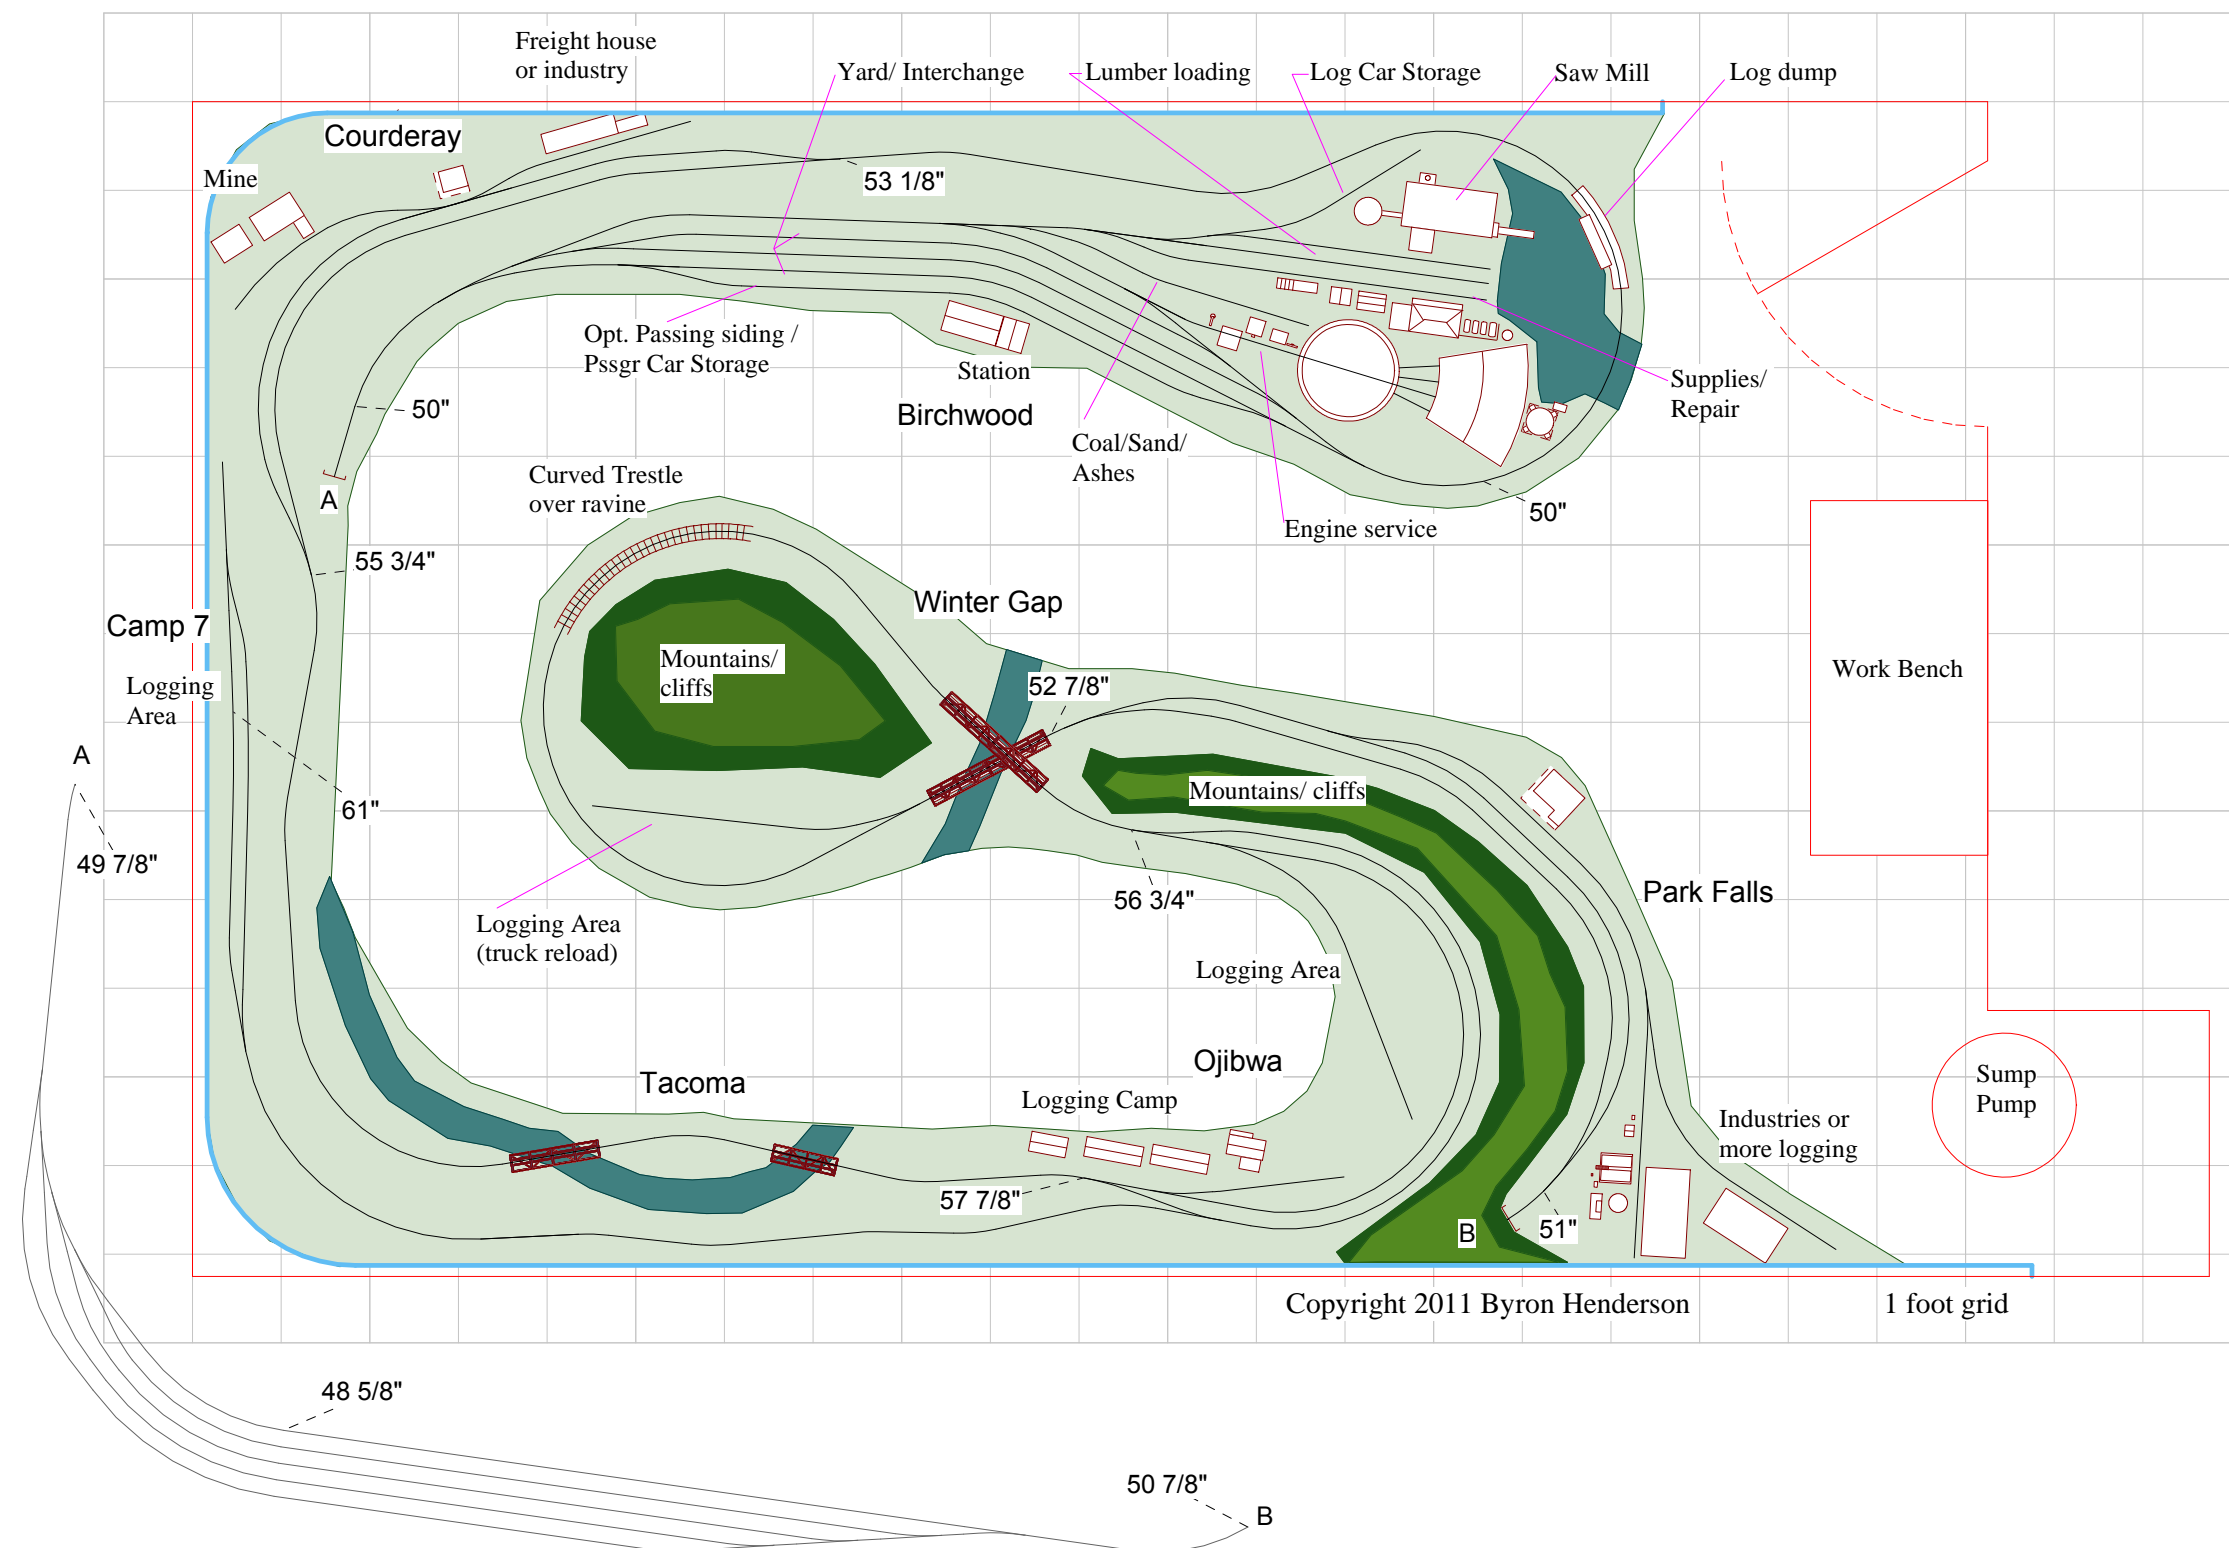 Freight house
or industry
Yard/ Interchange
Lumber loading
Log Car Storage
Saw Mill
Log dump
Courderay
Mine
53 1/8"
Opt. Passing siding /
Pssgr Car Storage
Station
Birchwood
Supplies/
Repair
50"
Coal/Sand/
Ashes
A
Curved Trestle
over ravine
50"
Engine service
55 3/4"
Winter Gap
Camp 7
Logging
Area
Mountains/
cliffs
52 7/8"
Work Bench
A
49 7/8"
61"
Mountains/ cliffs
56 3/4"
Park Falls
Logging Area
(truck reload)
Logging Area
Ojibwa
Tacoma
Logging Camp
Sump
Pump
Industries or
more logging
57 7/8"
B
51"
Copyright 2011 Byron Henderson
1 foot grid
48 5/8"
50 7/8"
B